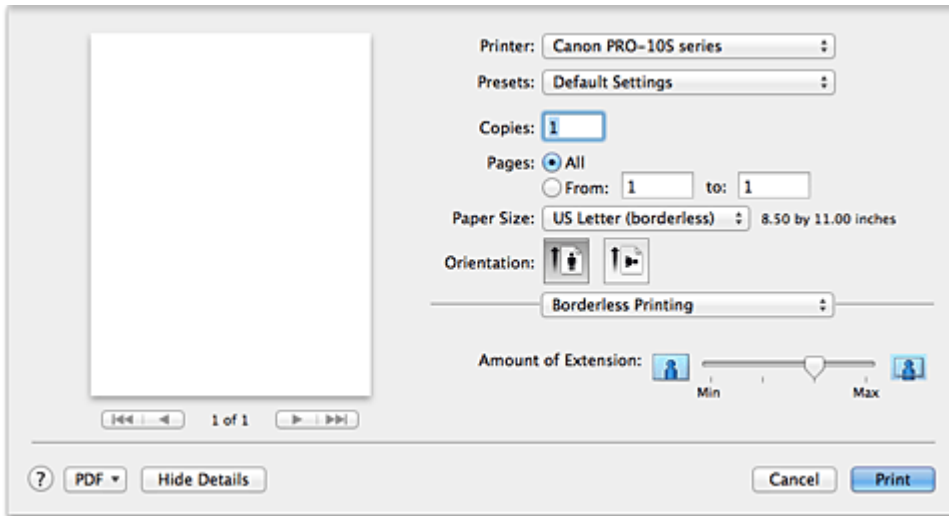 Printer: Canon PRO-10S series
Presets: Default Settings
Copies: 1
Pages: All
From: 1 to: 1
Paper Size: US Letter (borderless) 8.50 by 11.00 inches
Orientation:
Borderless Printing
Amount of Extension:
Min Max
1 of 1
? PDF Hide Details Cancel Print